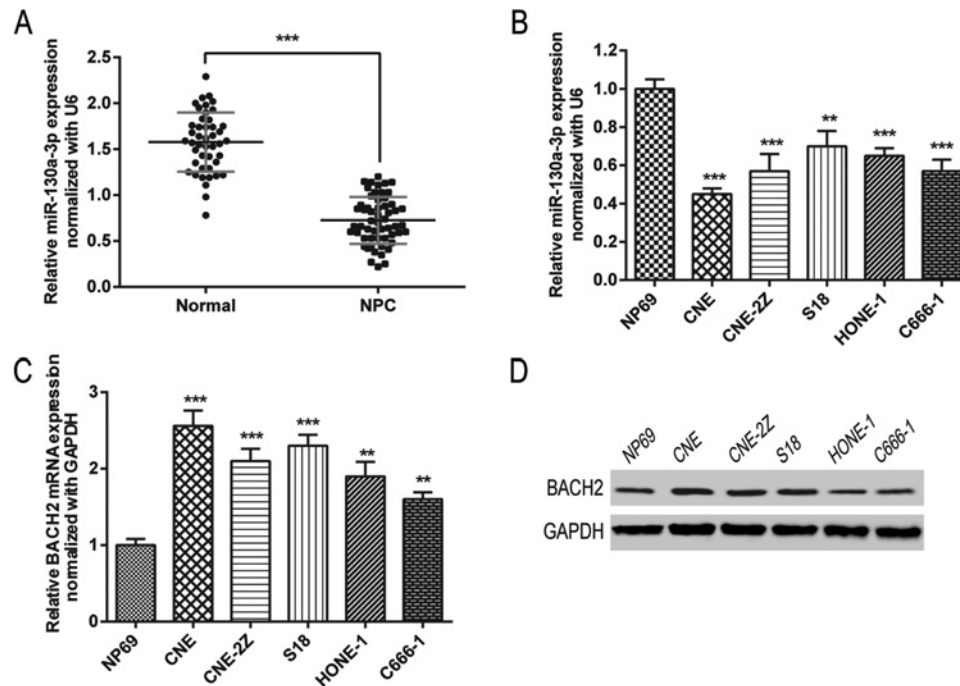 A
Relative miR-130a-3p expression
normalized with U6
2.5
2.0
1.5
1.0
0.5
0.0
***
Normal
NPC
B
Relative miR-130a-3p expression
normalized with U6
1.2
1.0
0.8
0.6
0.4
0.2
0.0
***
***
**
***
***
NP69
CNE
CNE-2Z
S18
HONE-1
C666-1
C
Relative BACH2 mRNA expression
normalized with GAPDH
3
2
1
0
***
***
***
**
**
NP69
CNE
CNE-2Z
S18
HONE-1
C666-1
D
NP69
CNE
CNE-2Z
S18
HONE-1
C666-1
BACH2
GAPDH